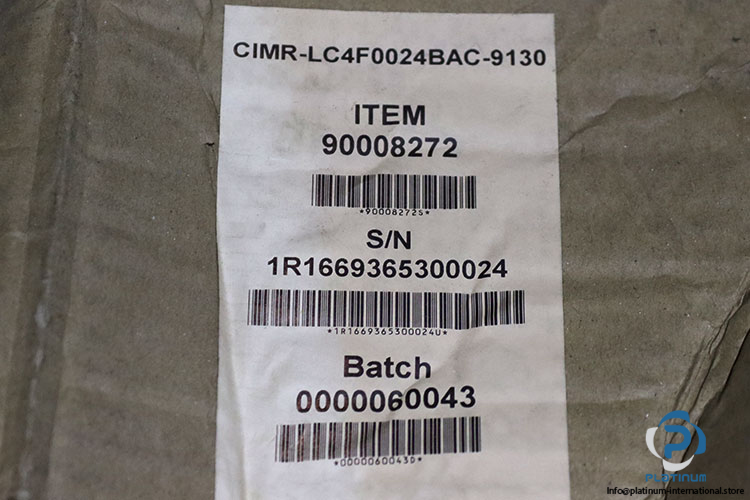 CIMR-LC4F0024BAC-9130
ITEM
90008272
*90008272S*
S/N
1R1669365300024
*1R1669365300024U*
Batch
0000060043
*0000060043D*
PLATINUM
Info@platinum-international.store